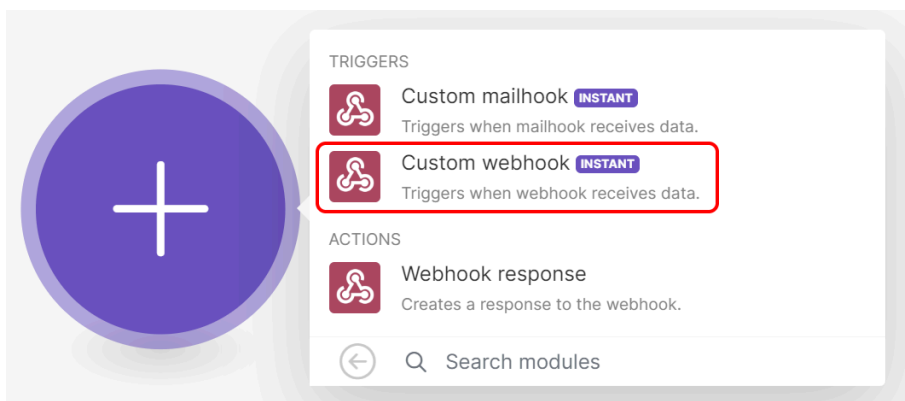 TRIGGERS
Custom mailhook INSTANT
Triggers when mailhook receives data.
Custom webhook INSTANT
Triggers when webhook receives data.
ACTIONS
Webhook response
Creates a response to the webhook.
Search modules